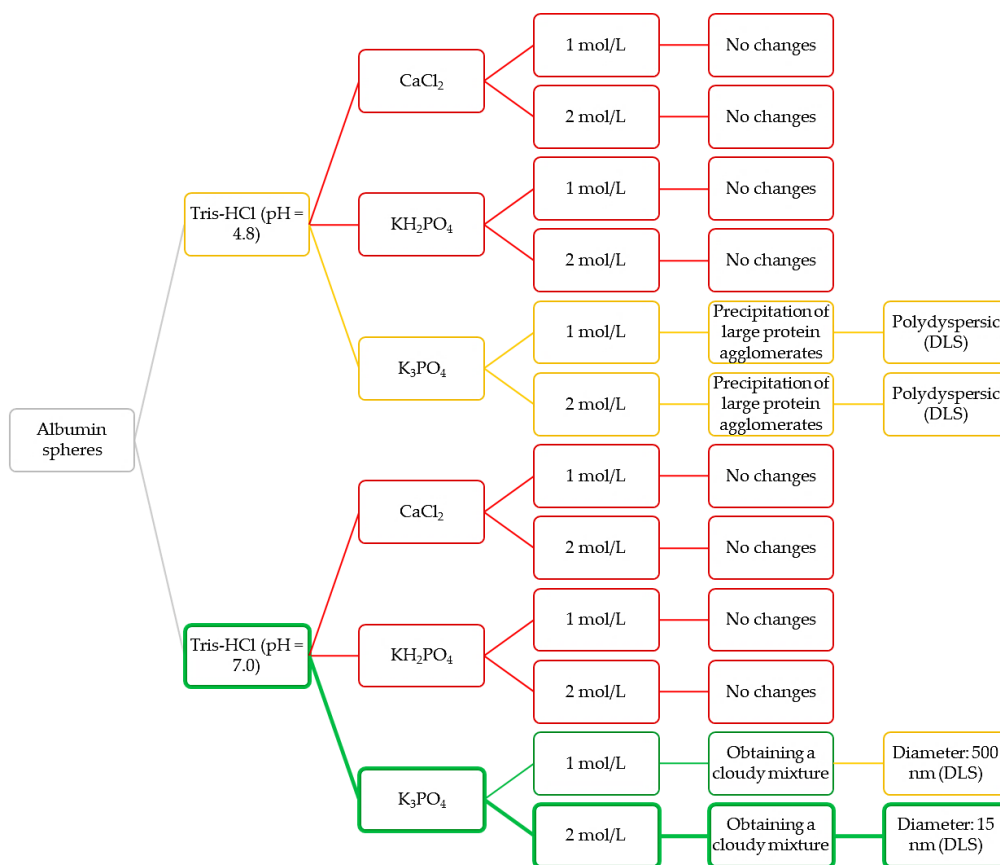 Albumin
spheres
Tris-HCl (pH =
4.8)
CaCl₂
1 mol/L
No changes
2 mol/L
No changes
KH₂PO₄
1 mol/L
No changes
2 mol/L
No changes
K₃PO₄
1 mol/L
Precipitation of
large protein
agglomerates
Polydyspersic
(DLS)
2 mol/L
Precipitation of
large protein
agglomerates
Polydyspersic
(DLS)
Tris-HCl (pH =
7.0)
CaCl₂
1 mol/L
No changes
2 mol/L
No changes
KH₂PO₄
1 mol/L
No changes
2 mol/L
No changes
K₃PO₄
1 mol/L
Obtaining a
cloudy mixture
Diameter: 500
nm (DLS)
2 mol/L
Obtaining a
cloudy mixture
Diameter: 15
nm (DLS)